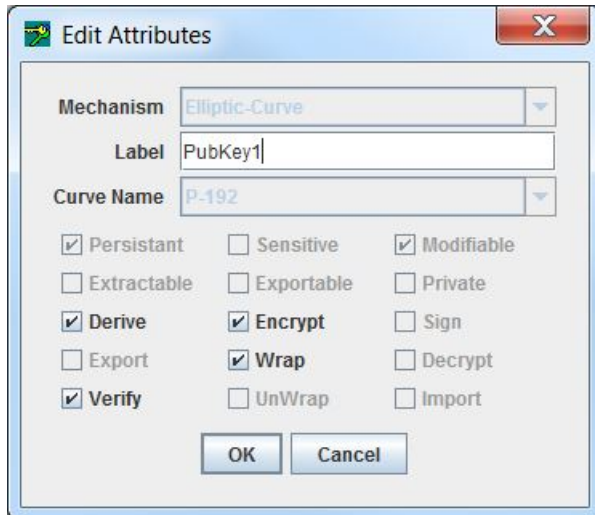 Edit Attributes
Mechanism Elliptic-Curve
Label PubKey1
Curve Name P-192
Persistant Sensitive Modifiable
Extractable Exportable Private
Derive Encrypt Sign
Export Wrap Decrypt
Verify UnWrap Import
OK Cancel